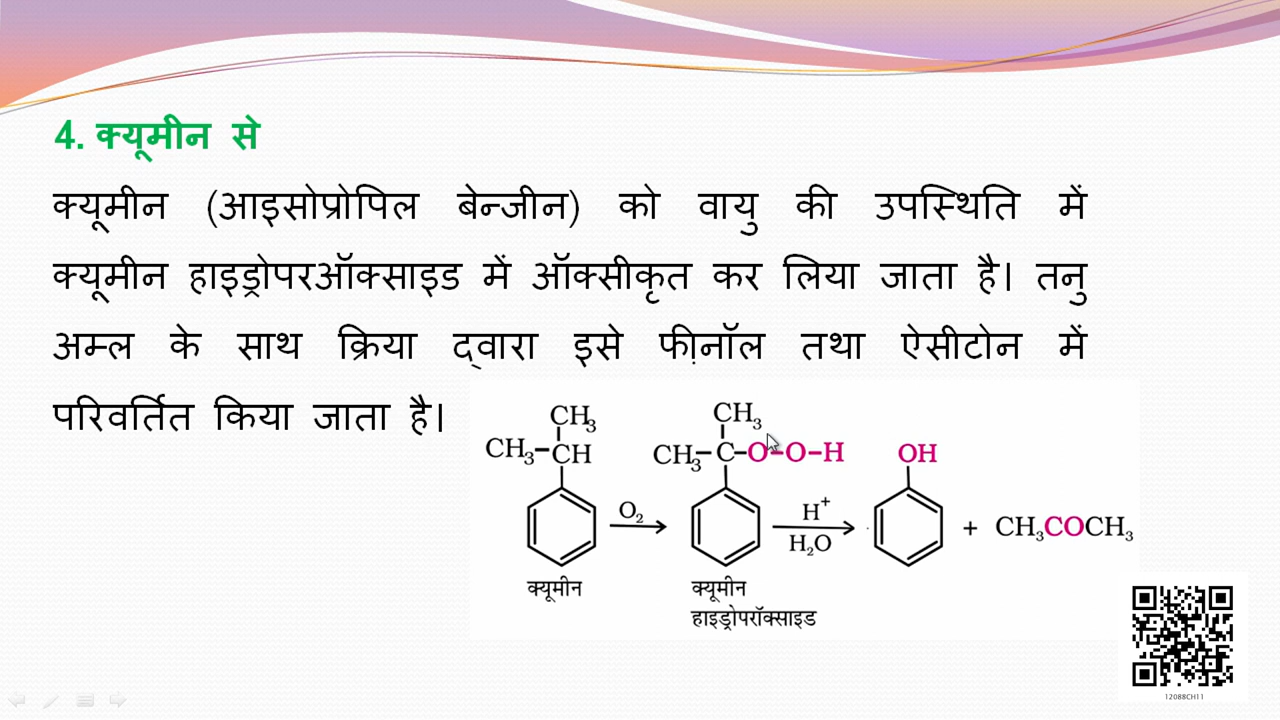 4. क्यूमीन से
क्यूमीन (आइसोप्रोपिल बेन्जीन) को वायु की उपस्थिति में
क्यूमीन हाइड्रोपरऑक्साइड में ऑक्सीकृत कर लिया जाता है। तनु
अम्ल के साथ क्रिया द्वारा इसे फी़नॉल तथा ऐसीटोन में
परिवर्तित किया जाता है।
CH₃ CH₃
CH₃–CH CH₃–C–O–O–H OH
O₂ H⁺ + CH₃COCH₃
H₂O
क्यूमीन क्यूमीन
हाइड्रोपरॉक्साइड
12088CH11